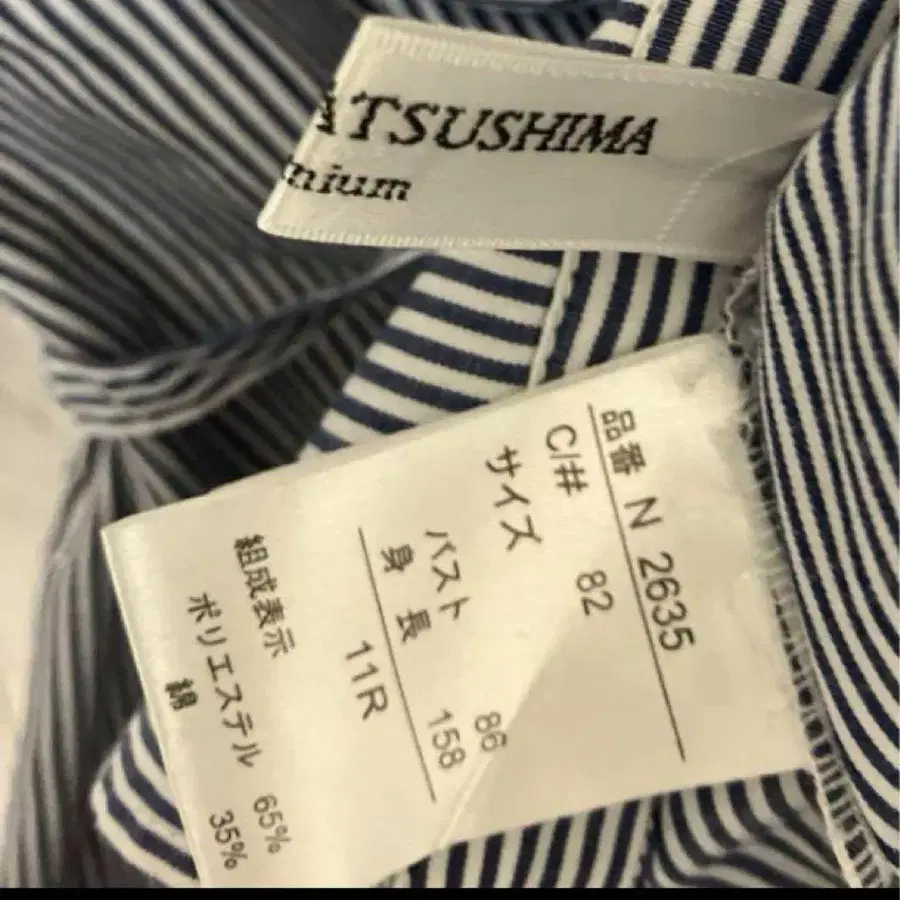 ATSUSHIMA
mium
品番 N 2635
C/# 82
サイズ
バスト 86
身長 158
11R
組成表示
ポリエステル 65%
綿 35%